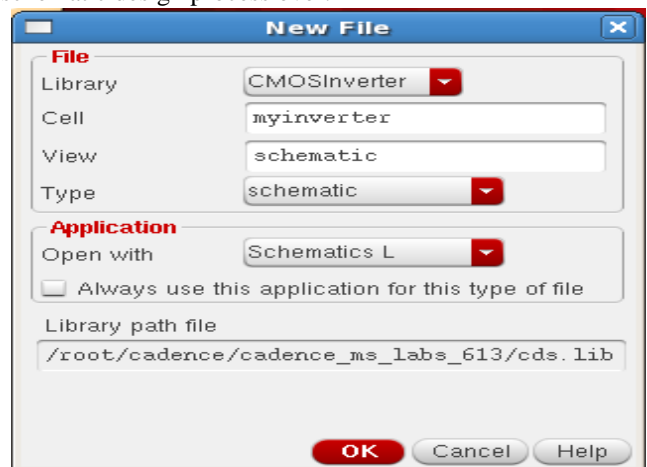 New File
File
Library CMOSInverter
Cell myinverter
View schematic
Type schematic
Application
Open with Schematics L
Always use this application for this type of file
Library path file
/root/cadence/cadence_ms_labs_613/cds.lib
OK Cancel Help